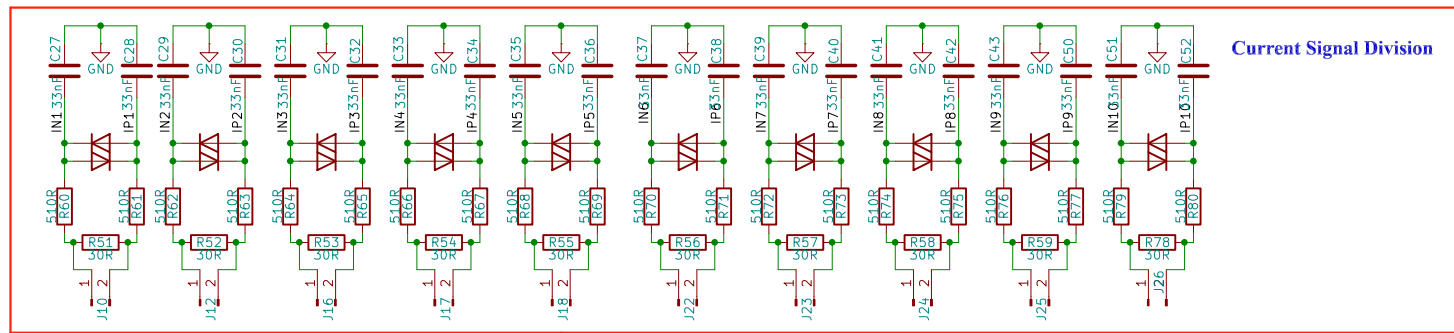 Current Signal Division
C27 C28 C29 C30 C31 C32 C33 C34 C35 C36 C37 C38 C39 C40 C41 C42 C43 C50 C51 C52
GND GND GND GND GND GND GND GND GND GND
33nF 33nF 33nF 33nF 33nF 33nF 33nF 33nF 33nF 33nF 33nF 33nF 33nF 33nF 33nF 33nF 33nF 33nF 33nF 33nF
IN1 IP1 IN2 IP2 IN3 IP3 IN4 IP4 IN5 IP5 IN6 IP6 IN7 IP7 IN8 IP8 IN9 IP9 IN10 IP10
510R 510R 510R 510R 510R 510R 510R 510R 510R 510R 510R 510R 510R 510R 510R 510R 510R 510R 510R 510R
R60 R61 R62 R63 R64 R65 R66 R67 R68 R69 R70 R71 R72 R73 R74 R75 R76 R77 R79 R80
R51 R52 R53 R54 R55 R56 R57 R58 R59 R78
30R 30R 30R 30R 30R 30R 30R 30R 30R 30R
1 2 1 2 1 2 1 2 1 2 1 2 1 2 1 2 1 2 1 2
J10 J12 J16 J17 J18 J22 J23 J24 J25 J26